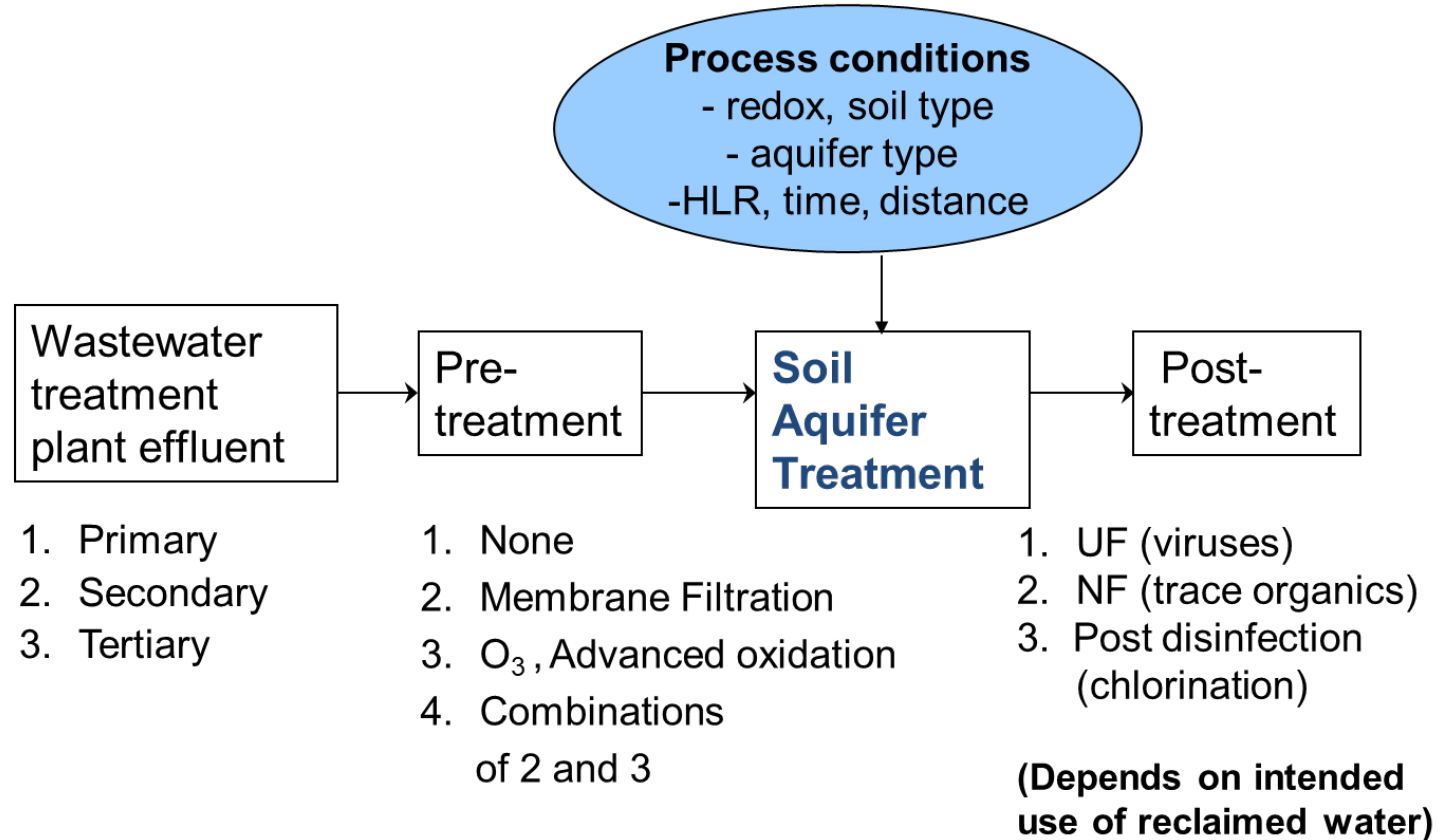 Process conditions
- redox, soil type
- aquifer type
-HLR, time, distance
Wastewater
treatment
plant effluent
Pre-
treatment
Soil
Aquifer
Treatment
Post-
treatment
1. Primary
2. Secondary
3. Tertiary
1. None
2. Membrane Filtration
3. O₃ , Advanced oxidation
4. Combinations
of 2 and 3
1. UF (viruses)
2. NF (trace organics)
3. Post disinfection
(chlorination)
(Depends on intended
use of reclaimed water)